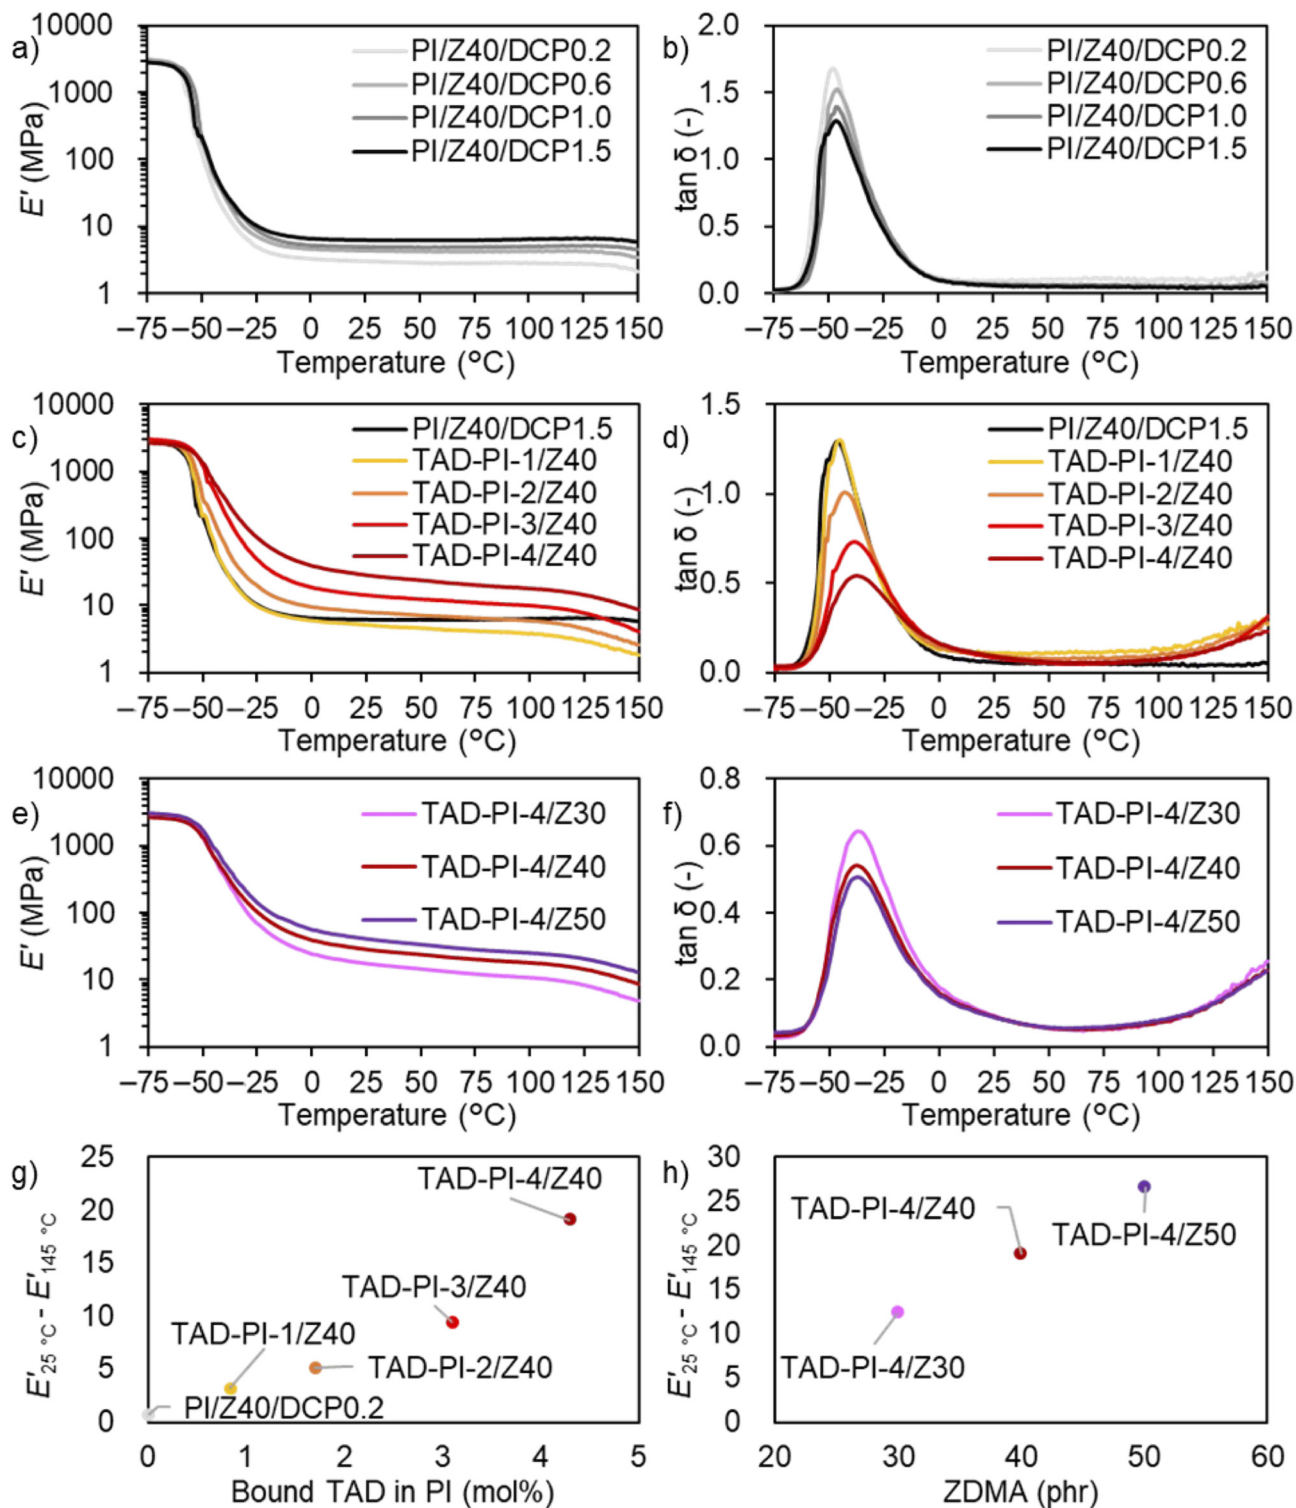 a)
10000
1000
100
10
1
E′ (MPa)
PI/Z40/DCP0.2
PI/Z40/DCP0.6
PI/Z40/DCP1.0
PI/Z40/DCP1.5
−75 −50 −25 0 25 50 75 100 125 150
Temperature (°C)
b)
2.0
1.5
1.0
0.5
0.0
tan δ (-)
PI/Z40/DCP0.2
PI/Z40/DCP0.6
PI/Z40/DCP1.0
PI/Z40/DCP1.5
−75 −50 −25 0 25 50 75 100 125 150
Temperature (°C)
c)
10000
1000
100
10
1
E′ (MPa)
PI/Z40/DCP1.5
TAD-PI-1/Z40
TAD-PI-2/Z40
TAD-PI-3/Z40
TAD-PI-4/Z40
−75 −50 −25 0 25 50 75 100 125 150
Temperature (°C)
d)
1.5
1.0
0.5
0.0
tan δ (-)
PI/Z40/DCP1.5
TAD-PI-1/Z40
TAD-PI-2/Z40
TAD-PI-3/Z40
TAD-PI-4/Z40
−75 −50 −25 0 25 50 75 100 125 150
Temperature (°C)
e)
10000
1000
100
10
1
E′ (MPa)
TAD-PI-4/Z30
TAD-PI-4/Z40
TAD-PI-4/Z50
−75 −50 −25 0 25 50 75 100 125 150
Temperature (°C)
f)
0.8
0.6
0.4
0.2
0.0
tan δ (-)
TAD-PI-4/Z30
TAD-PI-4/Z40
TAD-PI-4/Z50
−75 −50 −25 0 25 50 75 100 125 150
Temperature (°C)
g)
25
20
15
10
5
0
E′25 °C - E′145 °C
TAD-PI-4/Z40
TAD-PI-3/Z40
TAD-PI-1/Z40
TAD-PI-2/Z40
PI/Z40/DCP0.2
0 1 2 3 4 5
Bound TAD in PI (mol%)
h)
30
25
20
15
10
5
0
E′25 °C - E′145 °C
TAD-PI-4/Z40
TAD-PI-4/Z50
TAD-PI-4/Z30
20 30 40 50 60
ZDMA (phr)